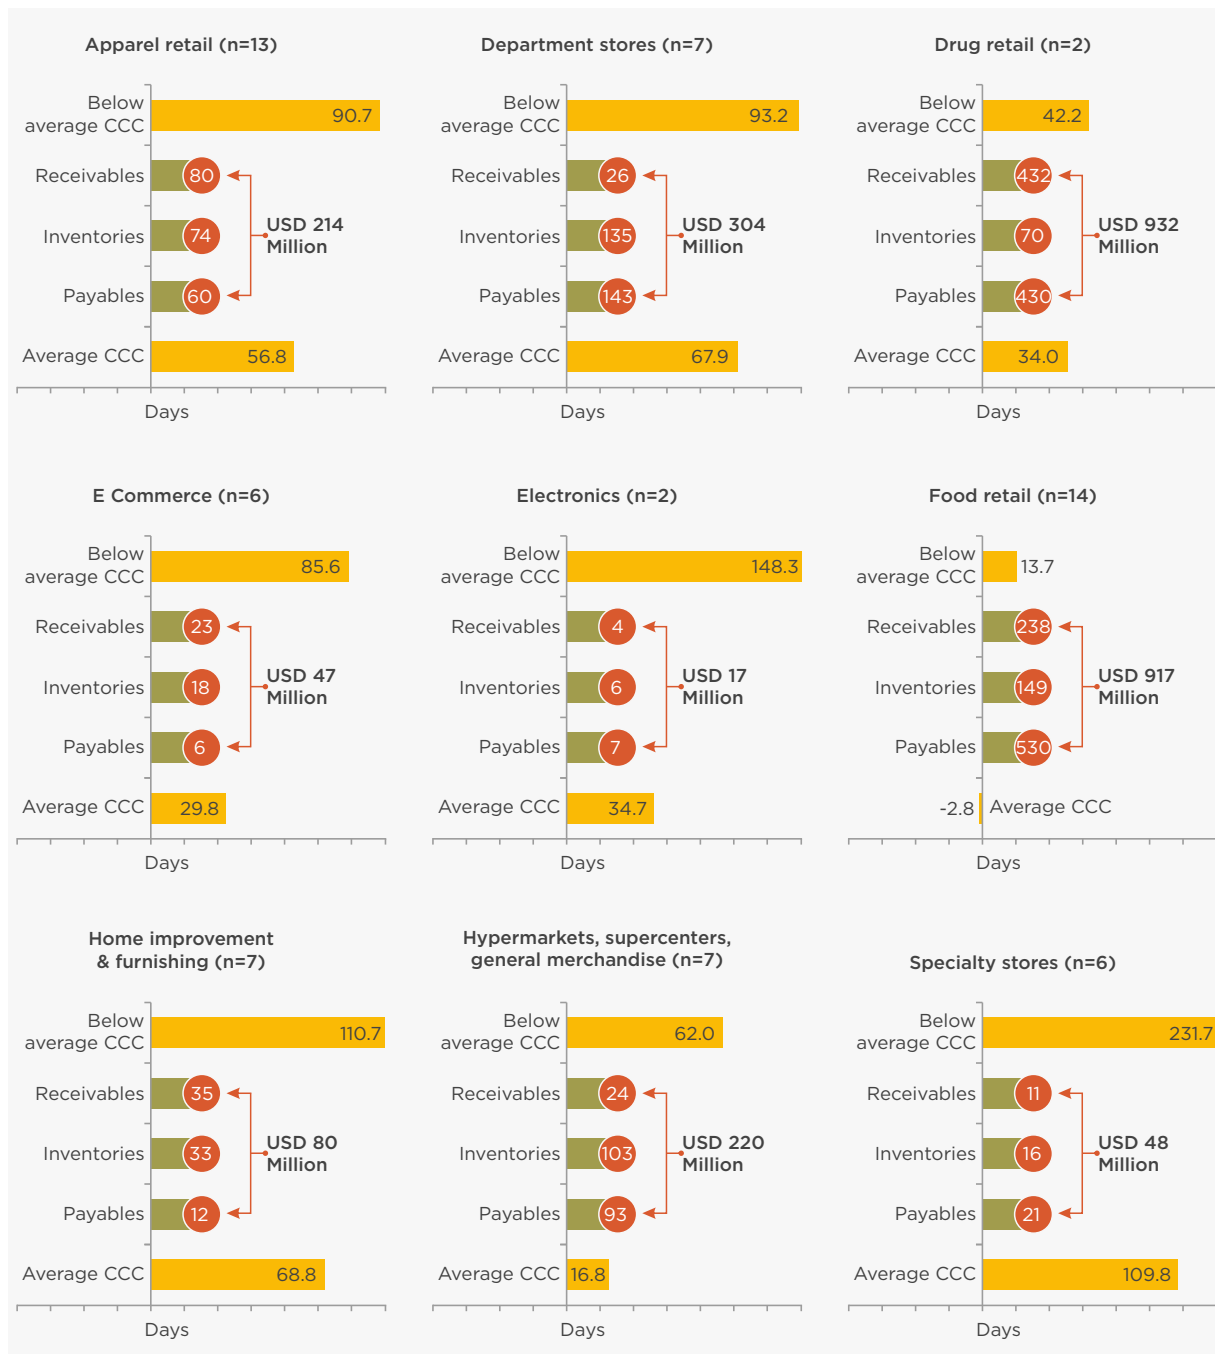 Apparel retail (n=13)
Below
average CCC
90.7
Receivables
80
Inventories
74
USD 214
Million
Payables
60
Average CCC
56.8
Days
Department stores (n=7)
Below
average CCC
93.2
Receivables
26
Inventories
135
USD 304
Million
Payables
143
Average CCC
67.9
Days
Drug retail (n=2)
Below
average CCC
42.2
Receivables
432
Inventories
70
USD 932
Million
Payables
430
Average CCC
34.0
Days
E Commerce (n=6)
Below
average CCC
85.6
Receivables
23
Inventories
18
USD 47
Million
Payables
6
Average CCC
29.8
Days
Electronics (n=2)
Below
average CCC
148.3
Receivables
4
Inventories
6
USD 17
Million
Payables
7
Average CCC
34.7
Days
Food retail (n=14)
Below
average CCC
13.7
Receivables
238
Inventories
149
USD 917
Million
Payables
530
-2.8
Average CCC
Days
Home improvement
& furnishing (n=7)
Below
average CCC
110.7
Receivables
35
Inventories
33
USD 80
Million
Payables
12
Average CCC
68.8
Days
Hypermarkets, supercenters,
general merchandise (n=7)
Below
average CCC
62.0
Receivables
24
Inventories
103
USD 220
Million
Payables
93
Average CCC
16.8
Days
Specialty stores (n=6)
Below
average CCC
231.7
Receivables
11
Inventories
16
USD 48
Million
Payables
21
Average CCC
109.8
Days